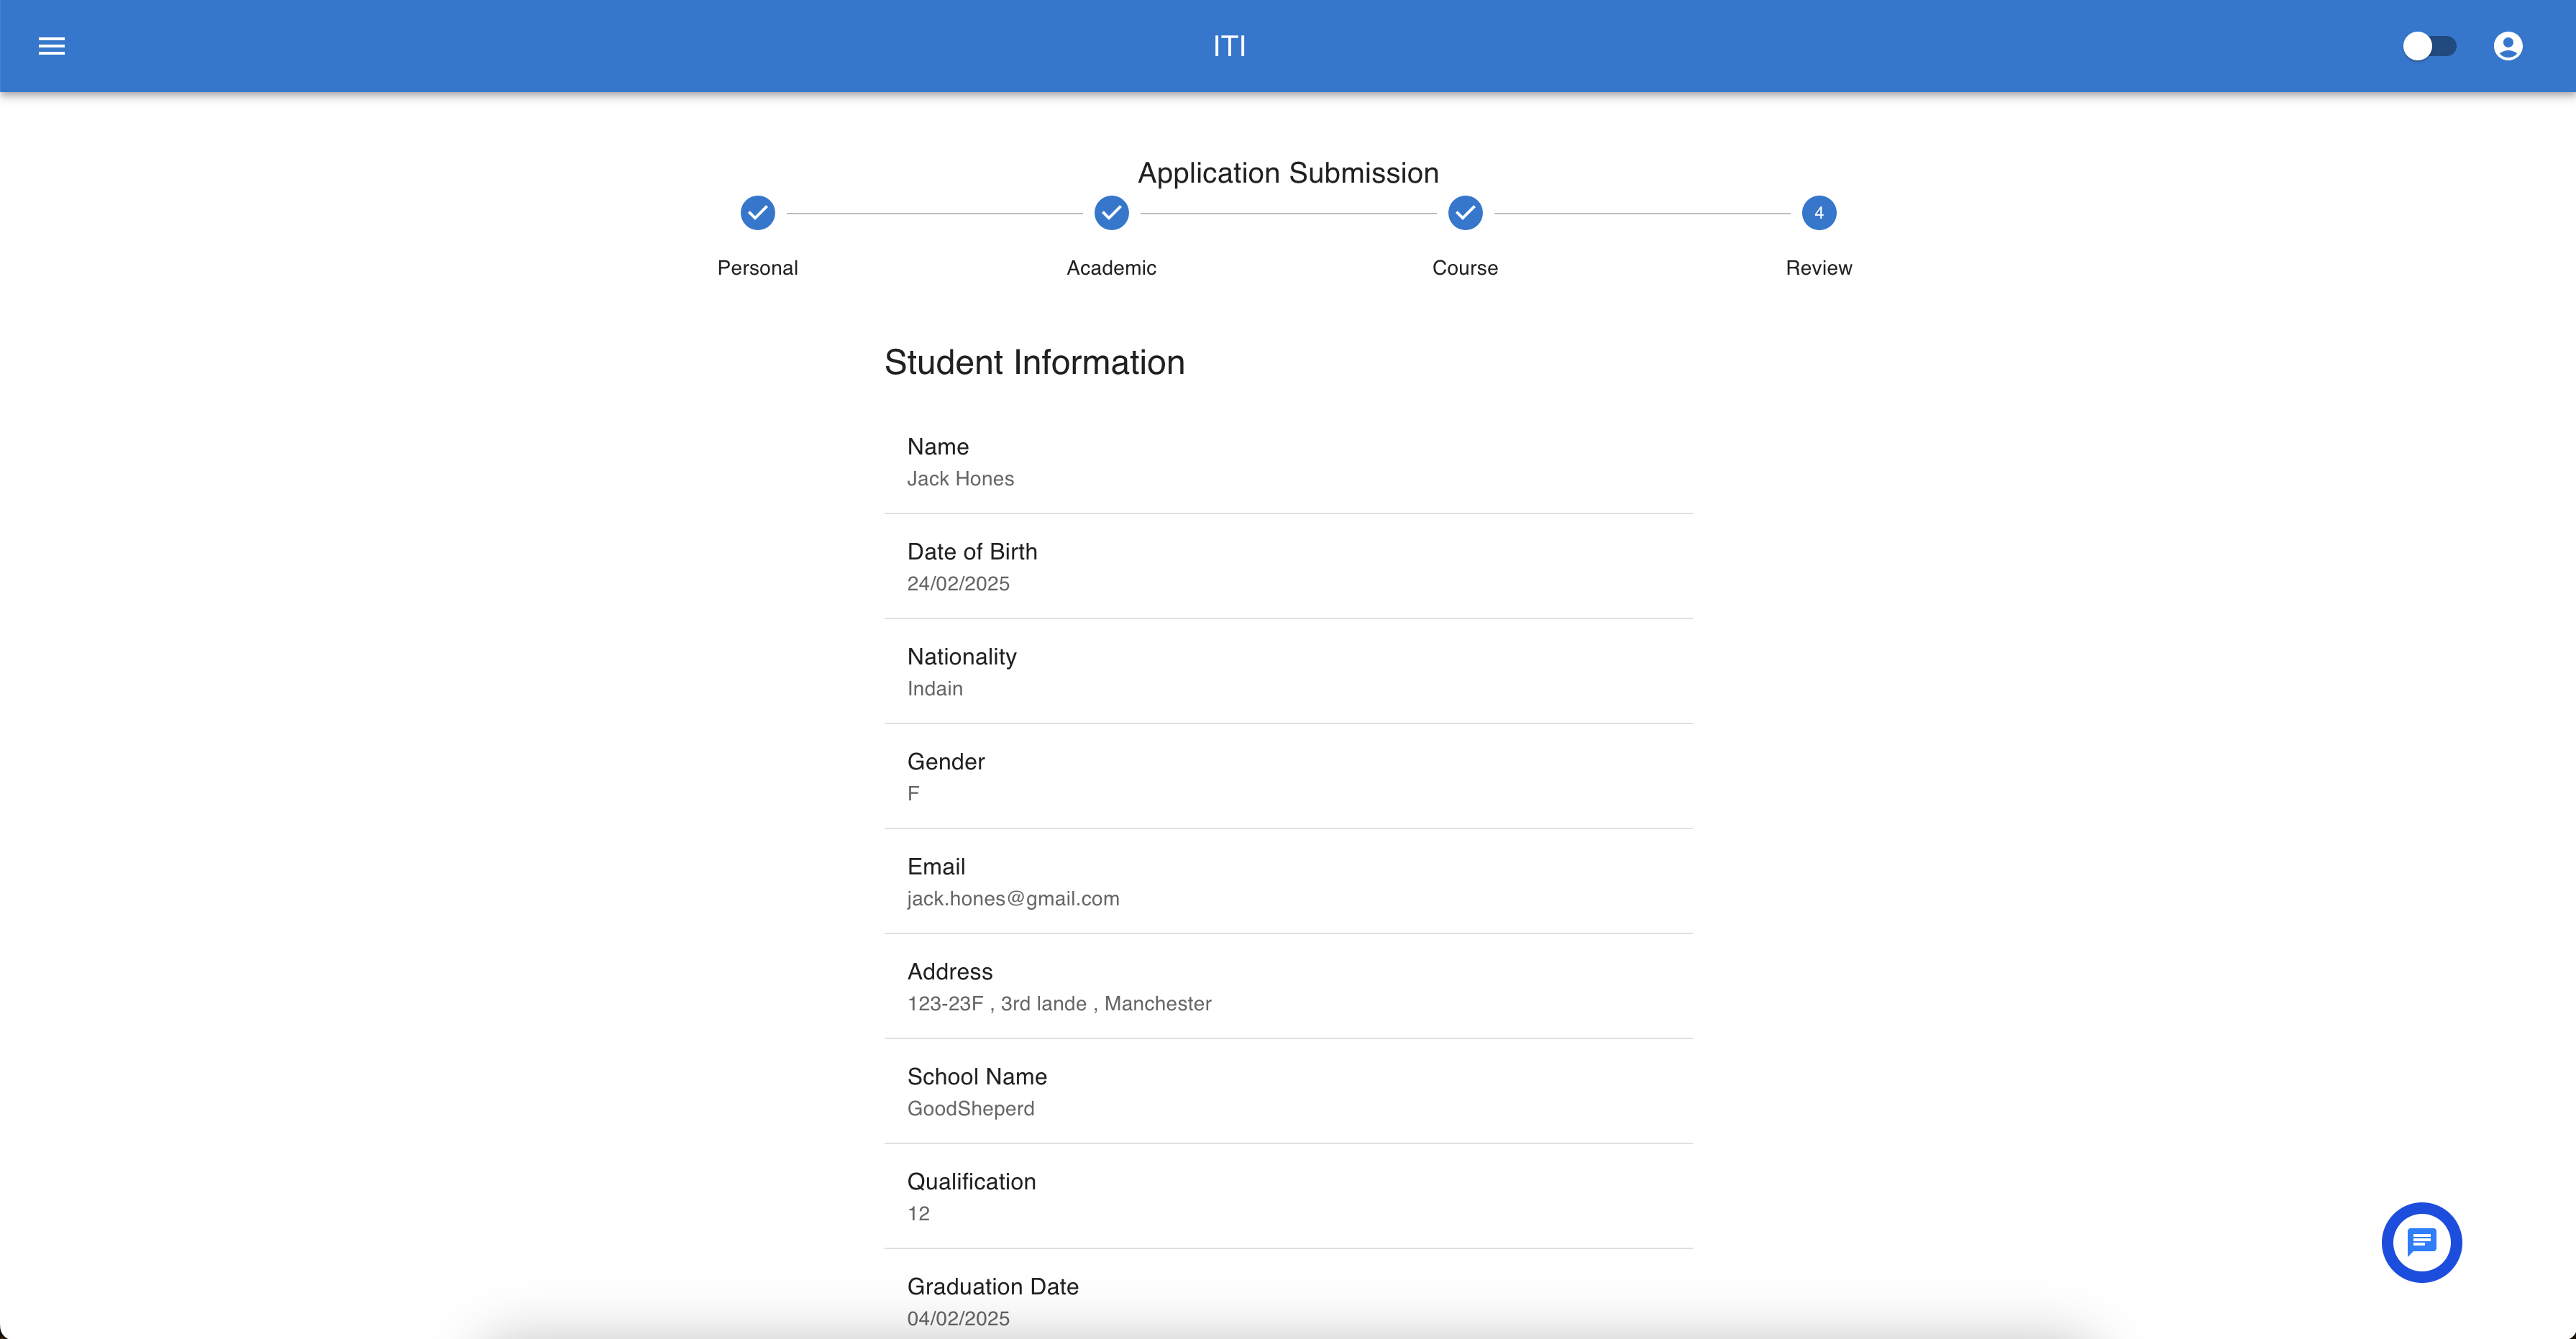 ITI
Application Submission
4
Personal
Academic
Course
Review
Student Information
Name
Jack Hones
Date of Birth
24/02/2025
Nationality
Indain
Gender
F
Email
jack.hones@gmail.com
Address
123-23F , 3rd lande , Manchester
School Name
GoodSheperd
Qualification
12
Graduation Date
04/02/2025